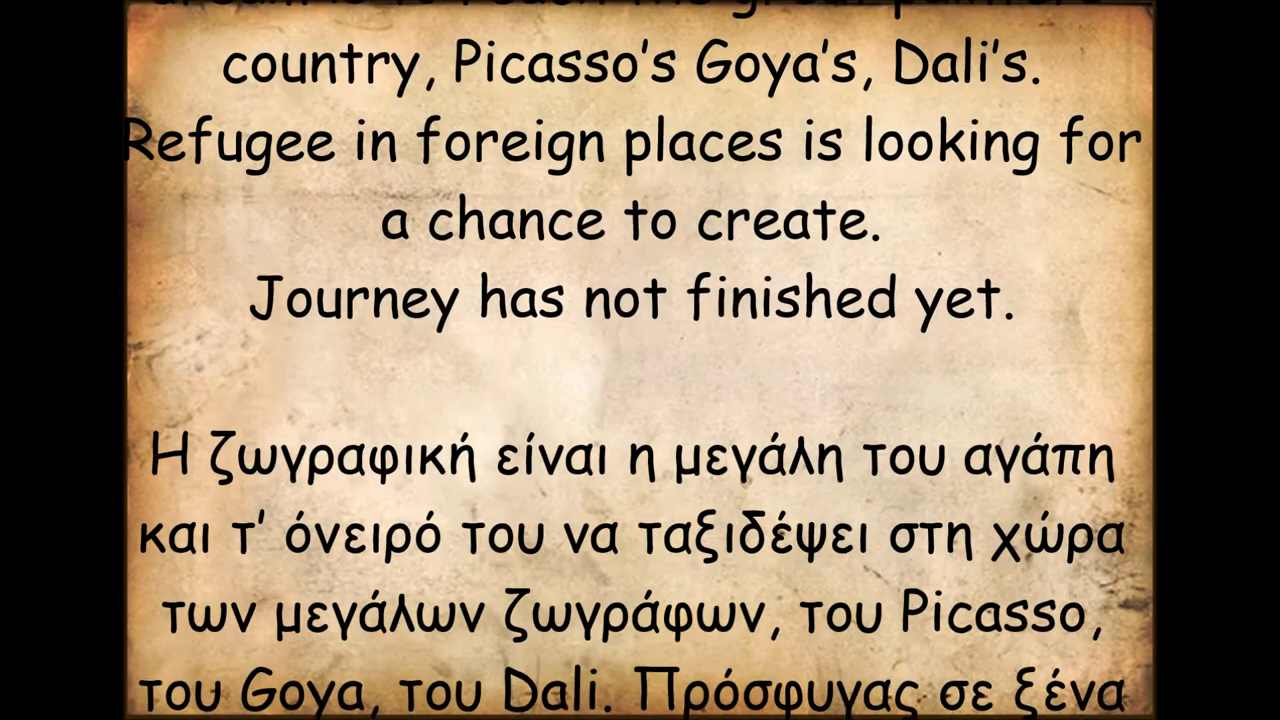 country, Picasso's Goya's, Dali's.
Refugee in foreign places is looking for
a chance to create.
Journey has not finished yet.
Η ζωγραφική είναι η μεγάλη του αγάπη
και τ' όνειρό του να ταξιδέψει στη χώρα
των μεγάλων ζωγράφων, του Picasso,
του Goya, του Dali. Πρόσφυγας σε ξένα